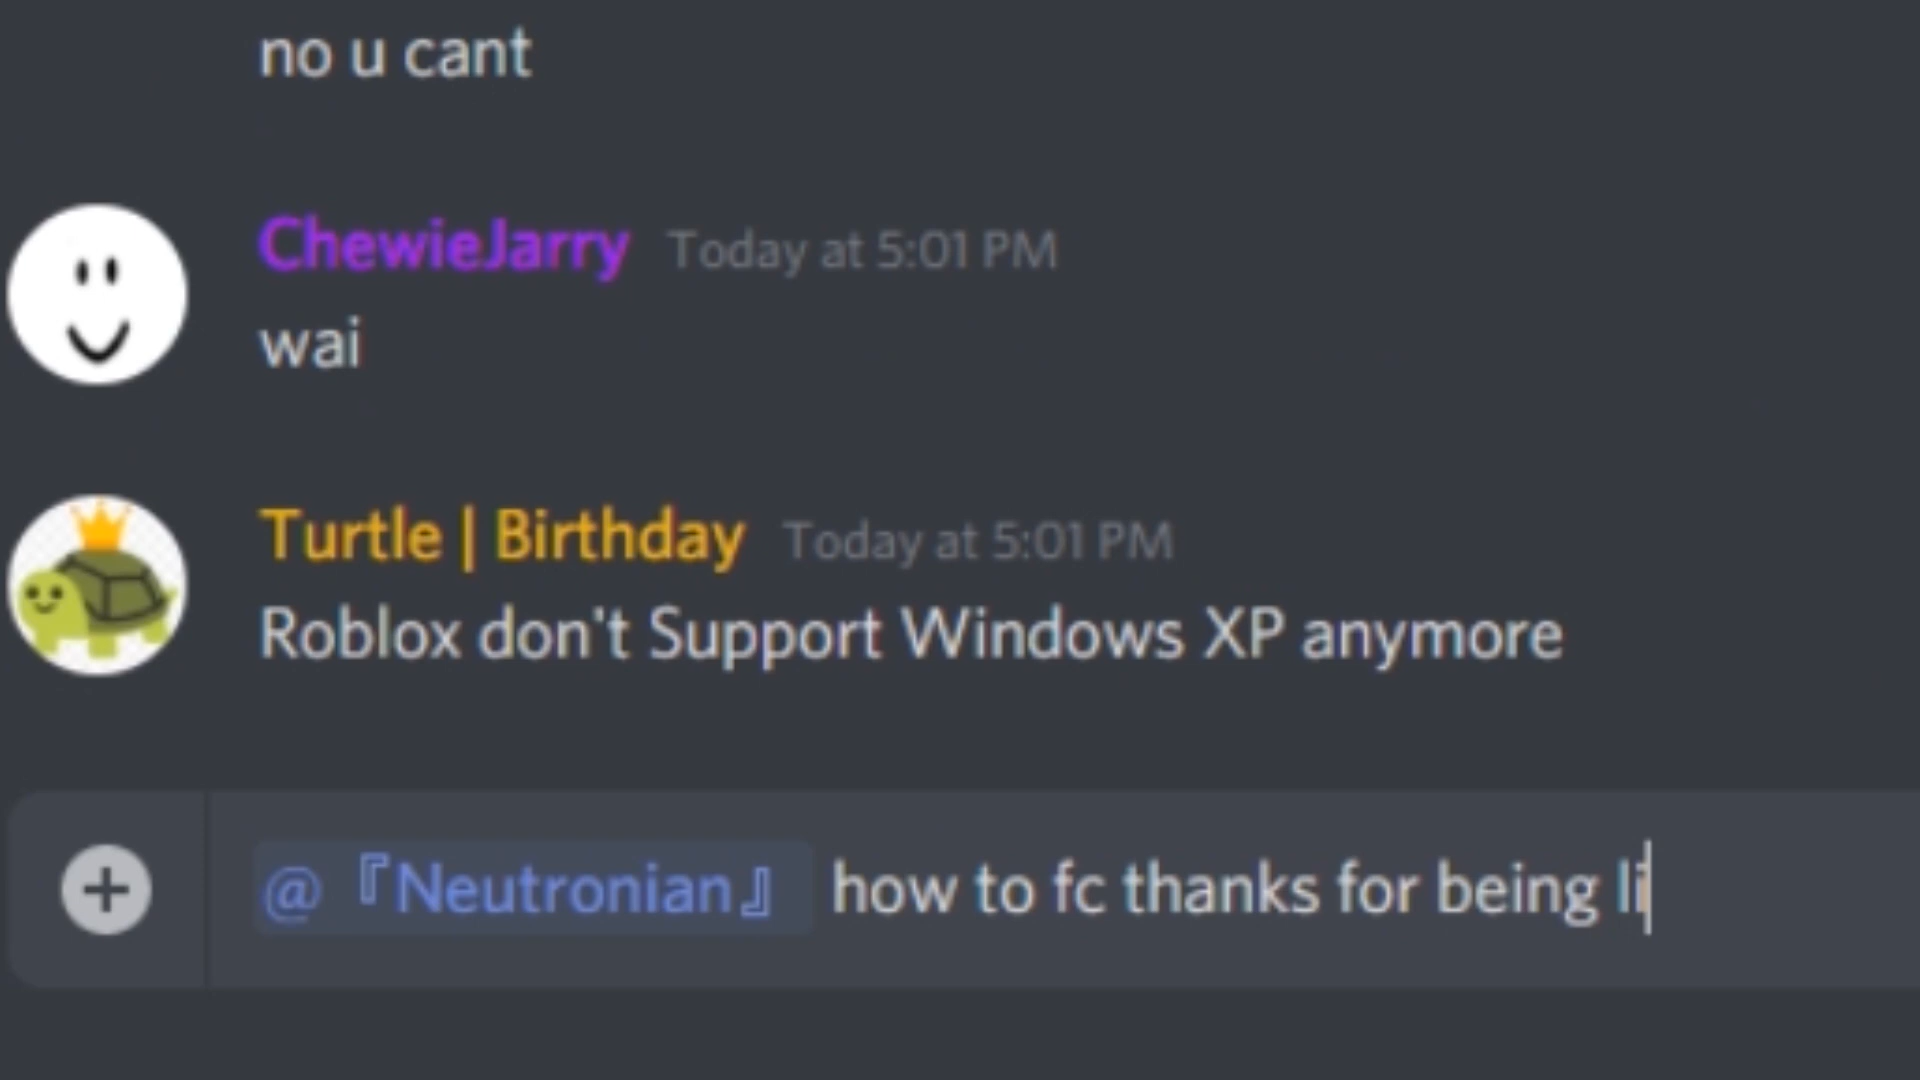 no u cant
ChewieJarry Today at 5:01 PM
wai
Turtle | Birthday Today at 5:01 PM
Roblox don't Support Windows XP anymore
@『Neutronian』 how to fc thanks for being li